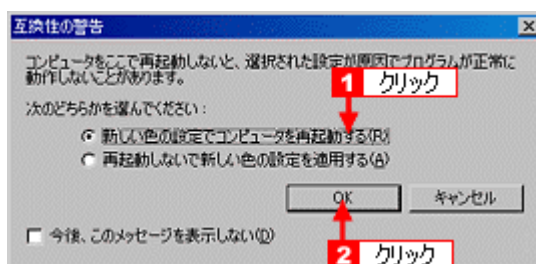 互換性の警告
コンピュータをここで再起動しないと、選択された設定が原因でプログラムが正常に
動作しないことがあります。
1 クリック
次のどちらかを選んでください：
新しい色の設定でコンピュータを再起動する(R)
再起動しないで新しい色の設定を適用する(A)
OK キャンセル
今後、このメッセージを表示しない(D)
2 クリック